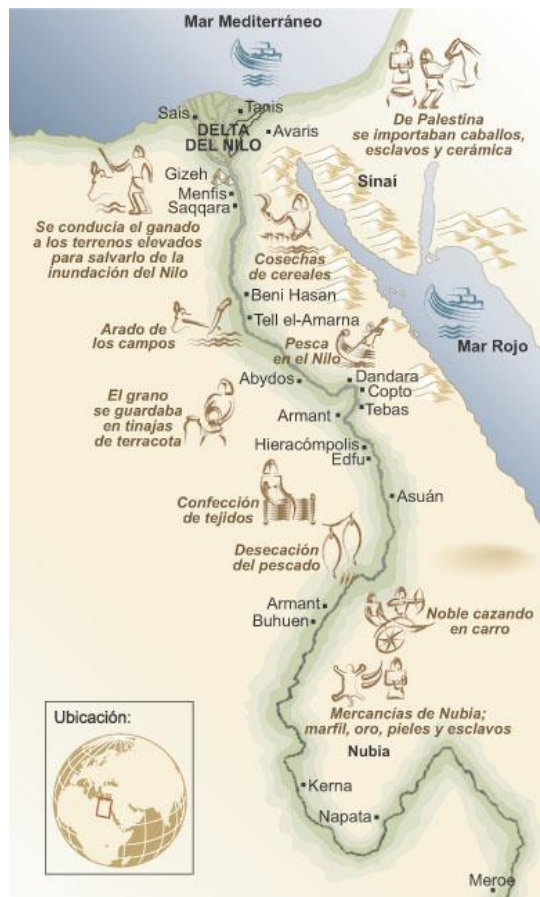 Mar Mediterráneo
Sais
Tanis
DELTA
DEL NILO
Avaris
De Palestina
se importaban caballos,
esclavos y cerámica
Sinaí
Gizeh
Menfis
Saqqara
Se conducía el ganado
a los terrenos elevados
para salvarlo de la
inundación del Nilo
Cosechas
de cereales
Beni Hasan
Tell el-Amarna
Arado de
los campos
Pesca
en el Nilo
Mar Rojo
Abydos
Dandara
Copto
Tebas
Armant
El grano
se guardaba
en tinajas
de terracota
Hieracómpolis
Edfu
Asuán
Confección
de tejidos
Desecación
del pescado
Armant
Buhuen
Noble cazando
en carro
Mercancías de Nubia;
marfil, oro, pieles y esclavos
Nubia
Ubicación:
Kerna
Napata
Meroe